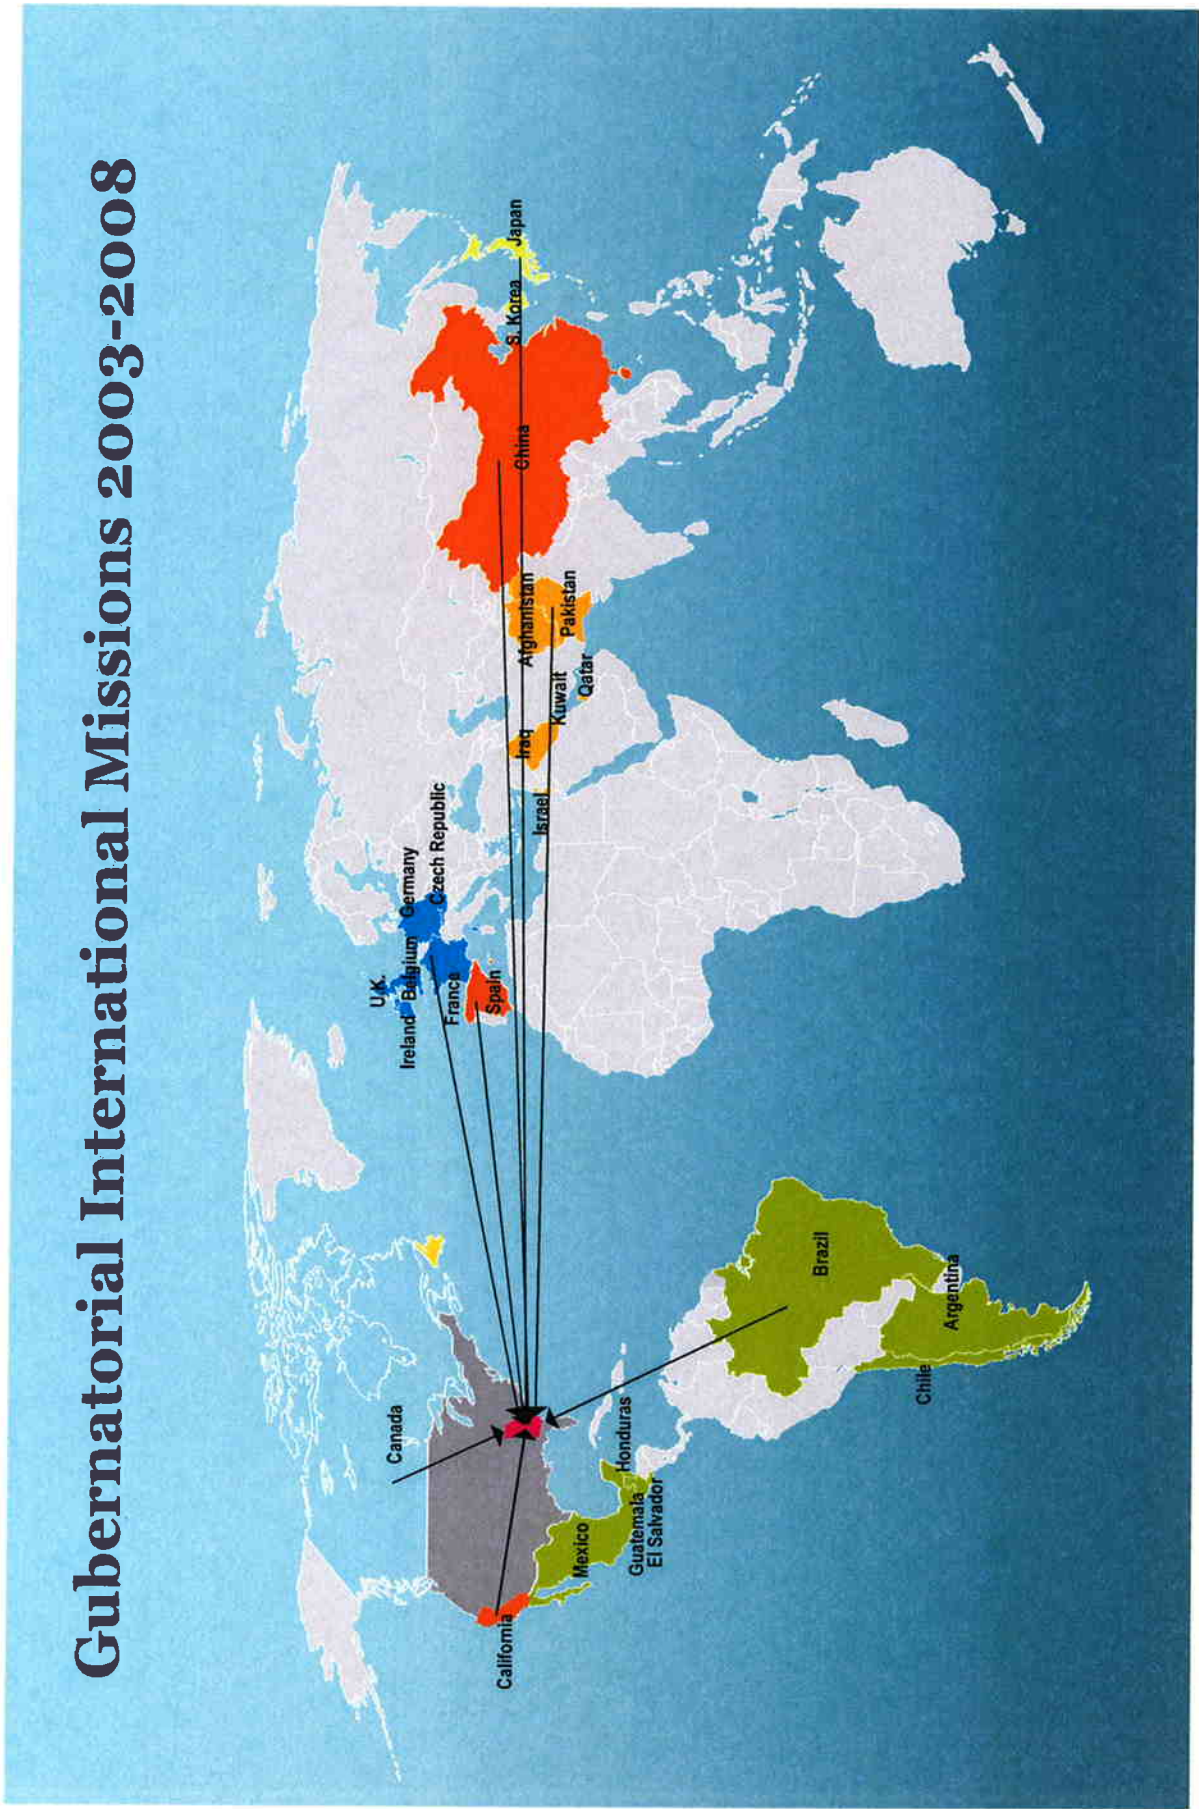 Gubernatorial International Missions 2003-2008
Canada
California
Mexico
Guatemala
El Salvador
Honduras
Brazil
Argentina
Chile
U.K.
Ireland
Belgium
Germany
Czech Republic
France
Spain
Israel
Iraq
Kuwait
Qatar
Afghanistan
Pakistan
China
S. Korea
Japan